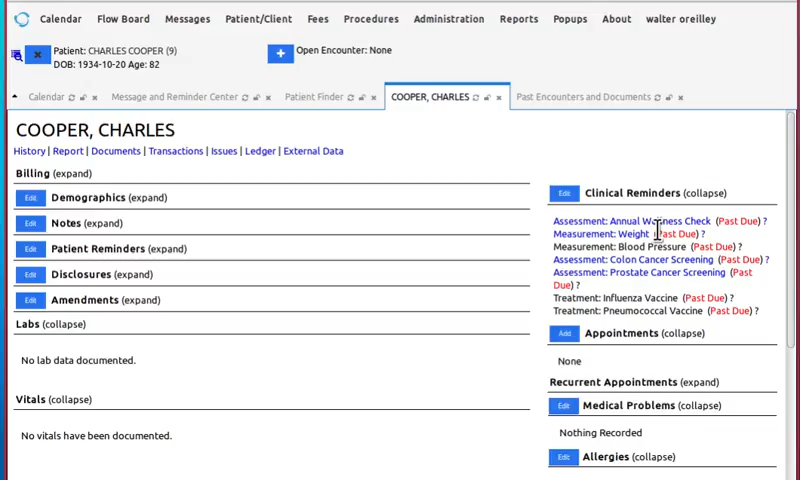 Calendar Flow Board Messages Patient/Client Fees Procedures Administration Reports Popups About walter oreilley
Patient: CHARLES COOPER (9)
DOB: 1934-10-20 Age: 82
Open Encounter: None
Calendar Message and Reminder Center Patient Finder COOPER, CHARLES Past Encounters and Documents
COOPER, CHARLES
History | Report | Documents | Transactions | Issues | Ledger | External Data
Billing (expand)
Edit Demographics (expand)
Edit Notes (expand)
Edit Patient Reminders (expand)
Edit Disclosures (expand)
Edit Amendments (expand)
Labs (collapse)
No lab data documented.
Vitals (collapse)
No vitals have been documented.
Edit Clinical Reminders (collapse)
Assessment: Annual Wellness Check (Past Due) ?
Measurement: Weight (Past Due) ?
Measurement: Blood Pressure (Past Due) ?
Assessment: Colon Cancer Screening (Past Due) ?
Assessment: Prostate Cancer Screening (Past
Due) ?
Treatment: Influenza Vaccine (Past Due) ?
Treatment: Pneumococcal Vaccine (Past Due) ?
Add Appointments (collapse)
None
Recurrent Appointments (expand)
Edit Medical Problems (collapse)
Nothing Recorded
Edit Allergies (collapse)